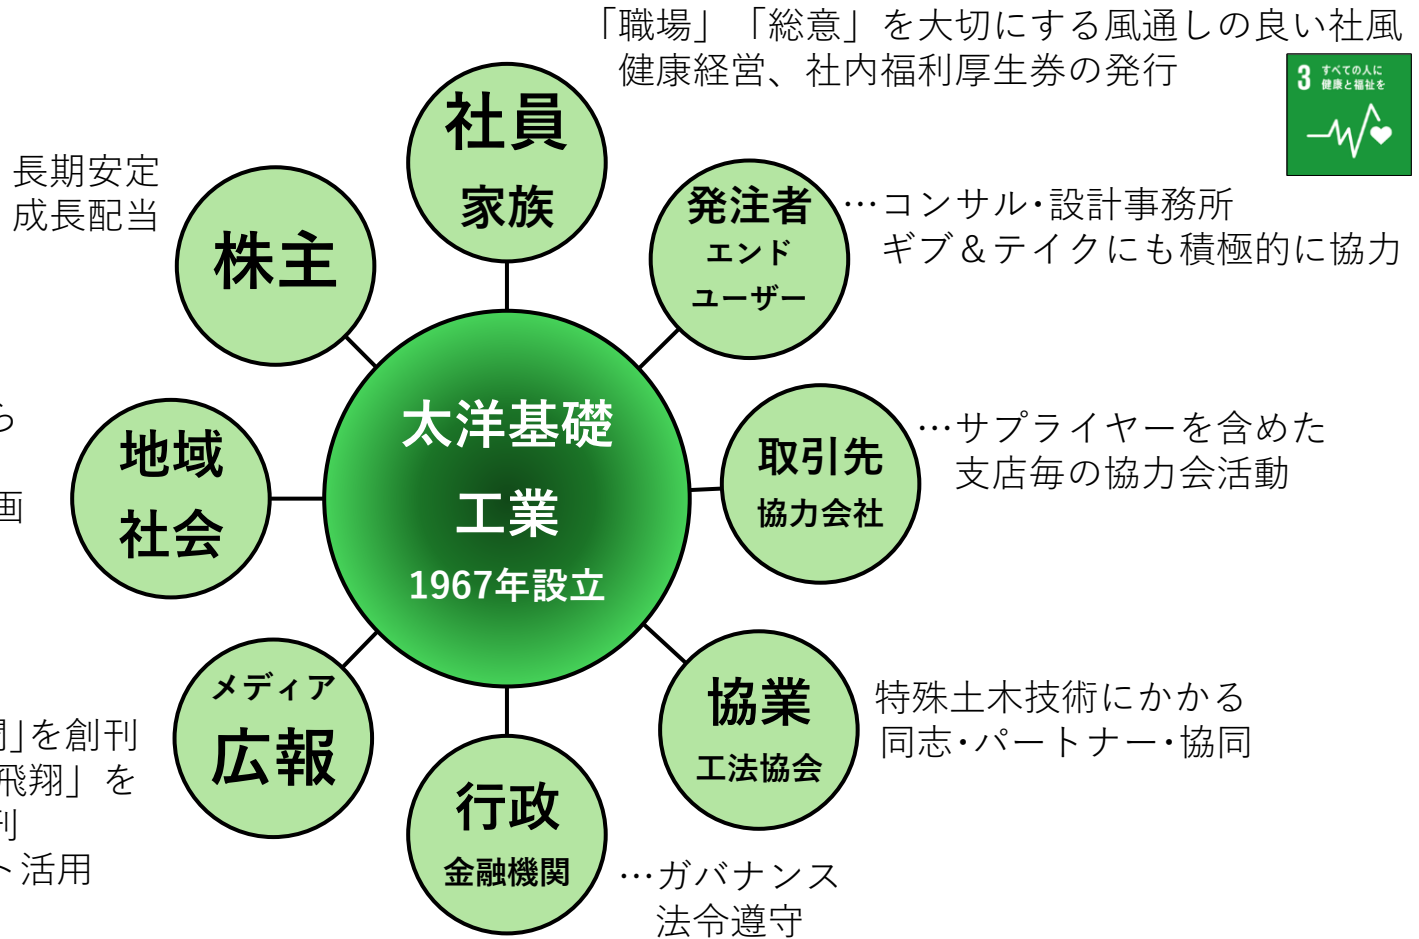 「職場」「総意」を大切にする風通しの良い社風
健康経営、社内福利厚生券の発行
3 すべての人に
健康と福祉を
社員
家族
長期安定
成長配当
株主
発注者
エンド
ユーザー
…コンサル・設計事務所
ギブ＆テイクにも積極的に協力
太洋基礎
工業
1967年設立
ら
画
地域
社会
取引先
協力会社
…サプライヤーを含めた
支店毎の協力会活動
メディア
広報
」を創刊
飛翔」を
刊
ト活用
協業
工法協会
特殊土木技術にかかる
同志・パートナー・協同
行政
金融機関
…ガバナンス
法令遵守